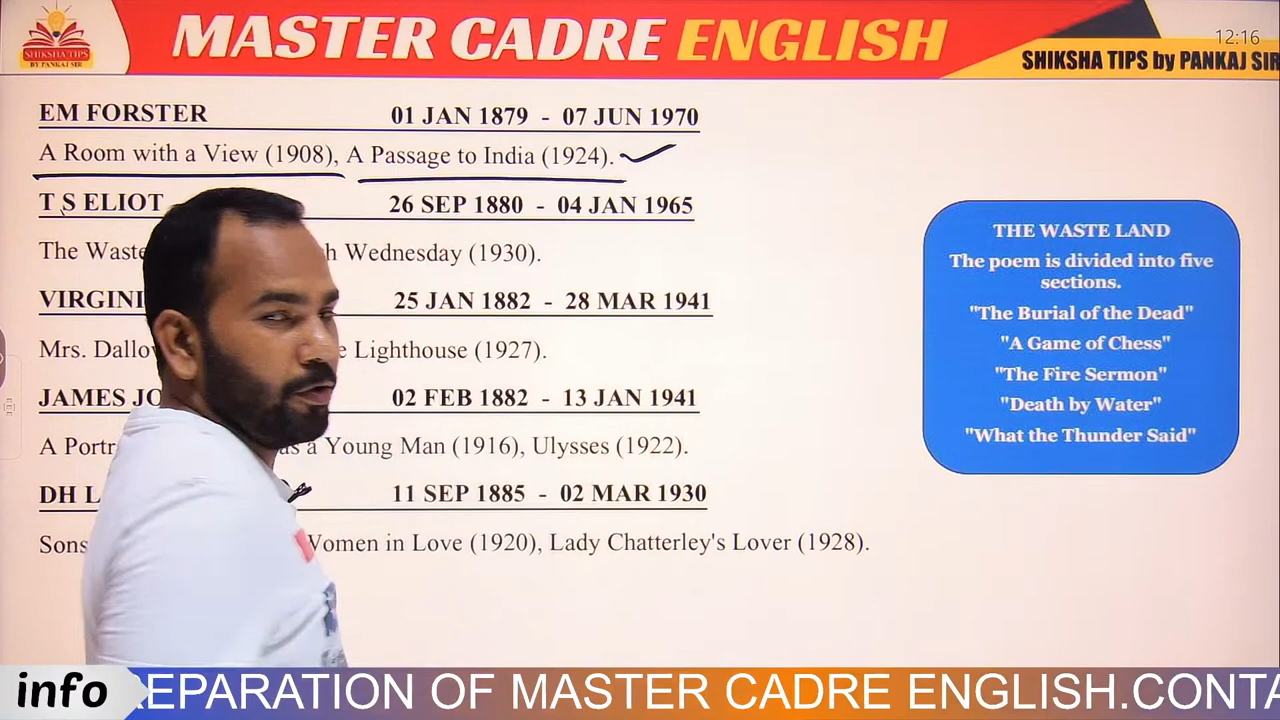 SHIKSHA TIPS
BY PANKAJ SIR
MASTER CADRE ENGLISH
12:16
SHIKSHA TIPS by PANKAJ SIR
EM FORSTER 01 JAN 1879 - 07 JUN 1970
A Room with a View (1908), A Passage to India (1924).
T S ELIOT 26 SEP 1880 - 04 JAN 1965
The Waste Wednesday (1930).
25 JAN 1882 - 28 MAR 1941
Mrs. Lighthouse (1927).
JAMES 02 FEB 1882 - 13 JAN 1941
A a Young Man (1916), Ulysses (1922).
DH 11 SEP 1885 - 02 MAR 1930
Sons Women in Love (1920), Lady Chatterley's Lover (1928).
THE WASTE LAND
The poem is divided into five
sections.
"The Burial of the Dead"
"A Game of Chess"
"The Fire Sermon"
"Death by Water"
"What the Thunder Said"
info EPARATION OF MASTER CADRE ENGLISH.CONTA